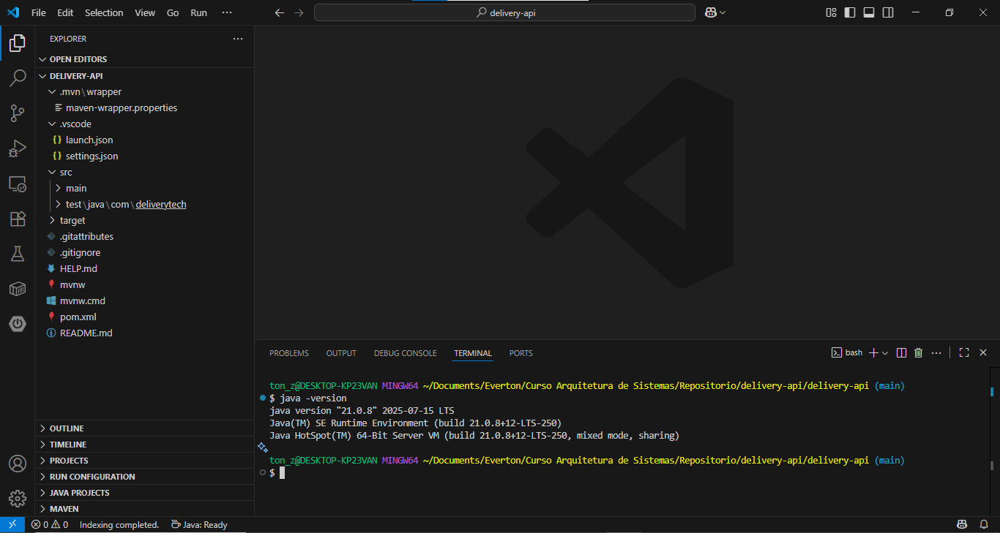 File Edit Selection View Go Run ···
delivery-api
EXPLORER ···
OPEN EDITORS
DELIVERY-API
.mvn\wrapper
maven-wrapper.properties
.vscode
{} launch.json
{} settings.json
src
main
test\java\com\deliverytech
target
.gitattributes
.gitignore
HELP.md
mvnw
mvnw.cmd
pom.xml
README.md
OUTLINE
TIMELINE
PROJECTS
RUN CONFIGURATION
JAVA PROJECTS
MAVEN
PROBLEMS OUTPUT DEBUG CONSOLE TERMINAL PORTS
bash
ton_z@DESKTOP-KP23VAN MINGW64 ~/Documents/Everton/Curso Arquitetura de Sistemas/Repositorio/delivery-api/delivery-api (main)
$ java -version
java version "21.0.8" 2025-07-15 LTS
Java(TM) SE Runtime Environment (build 21.0.8+12-LTS-250)
Java HotSpot(TM) 64-Bit Server VM (build 21.0.8+12-LTS-250, mixed mode, sharing)
ton_z@DESKTOP-KP23VAN MINGW64 ~/Documents/Everton/Curso Arquitetura de Sistemas/Repositorio/delivery-api/delivery-api (main)
$
0 0 Indexing completed. Java: Ready